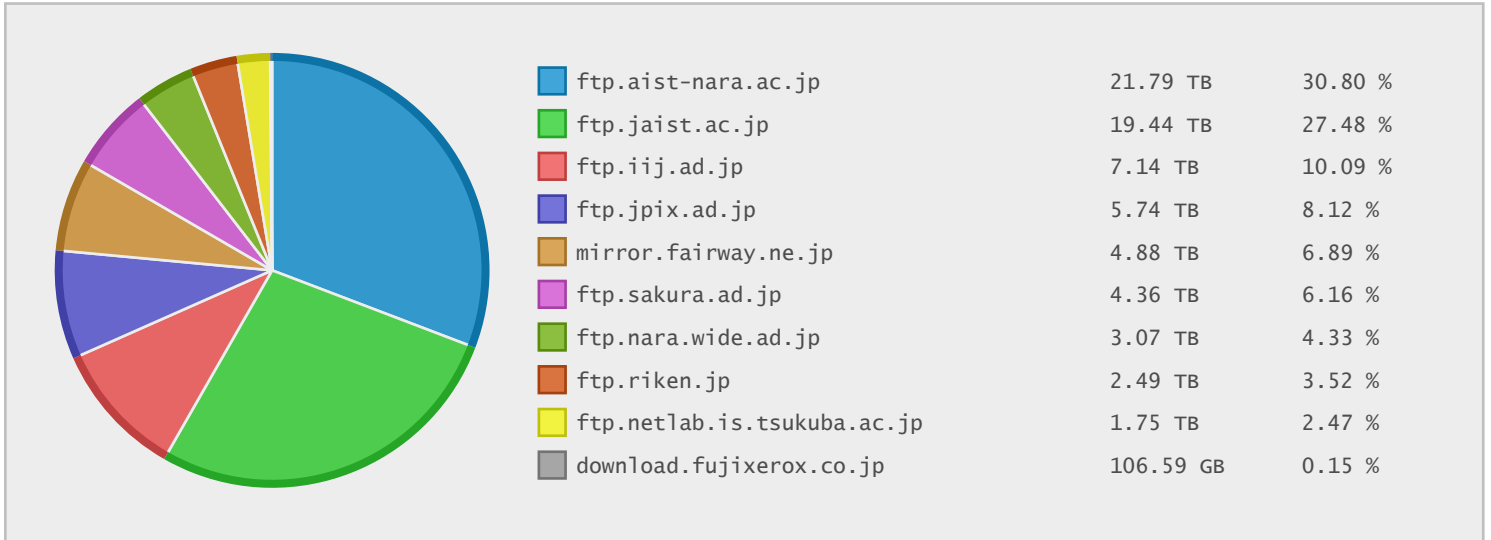 ftp.aist-nara.ac.jp 21.79 TB 30.80 %
ftp.jaist.ac.jp 19.44 TB 27.48 %
ftp.iij.ad.jp 7.14 TB 10.09 %
ftp.jpix.ad.jp 5.74 TB 8.12 %
mirror.fairway.ne.jp 4.88 TB 6.89 %
ftp.sakura.ad.jp 4.36 TB 6.16 %
ftp.nara.wide.ad.jp 3.07 TB 4.33 %
ftp.riken.jp 2.49 TB 3.52 %
ftp.netlab.is.tsukuba.ac.jp 1.75 TB 2.47 %
download.fujixerox.co.jp 106.59 GB 0.15 %